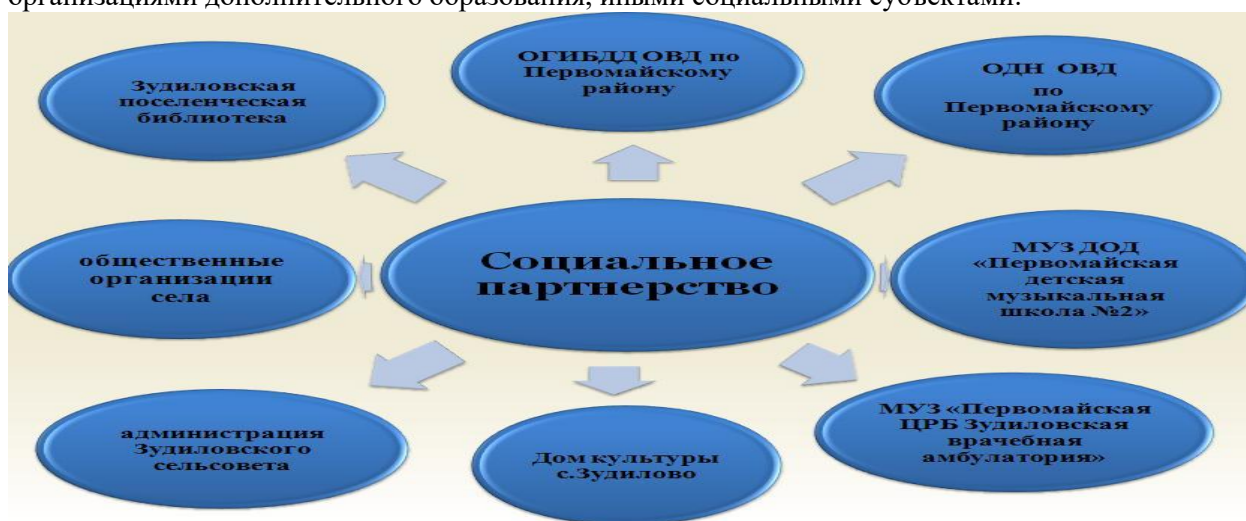 организациями дополнительного образования, иными социальными субъектами.
Зудиловская
поселенческая
библиотека
ОГИБДД ОВД по
Первомайскому
району
ОДН ОВД
по
Первомайскому
району
общественные
организации
села
Социальное
партнерство
МУЗ ДОД
«Первомайская
детская
музыкальная
школа №2»
администрация
Зудиловского
сельсовета
Дом культуры
с.Зудилово
МУЗ «Первомайская
ЦРБ Зудиловская
врачебная
амбулатория»